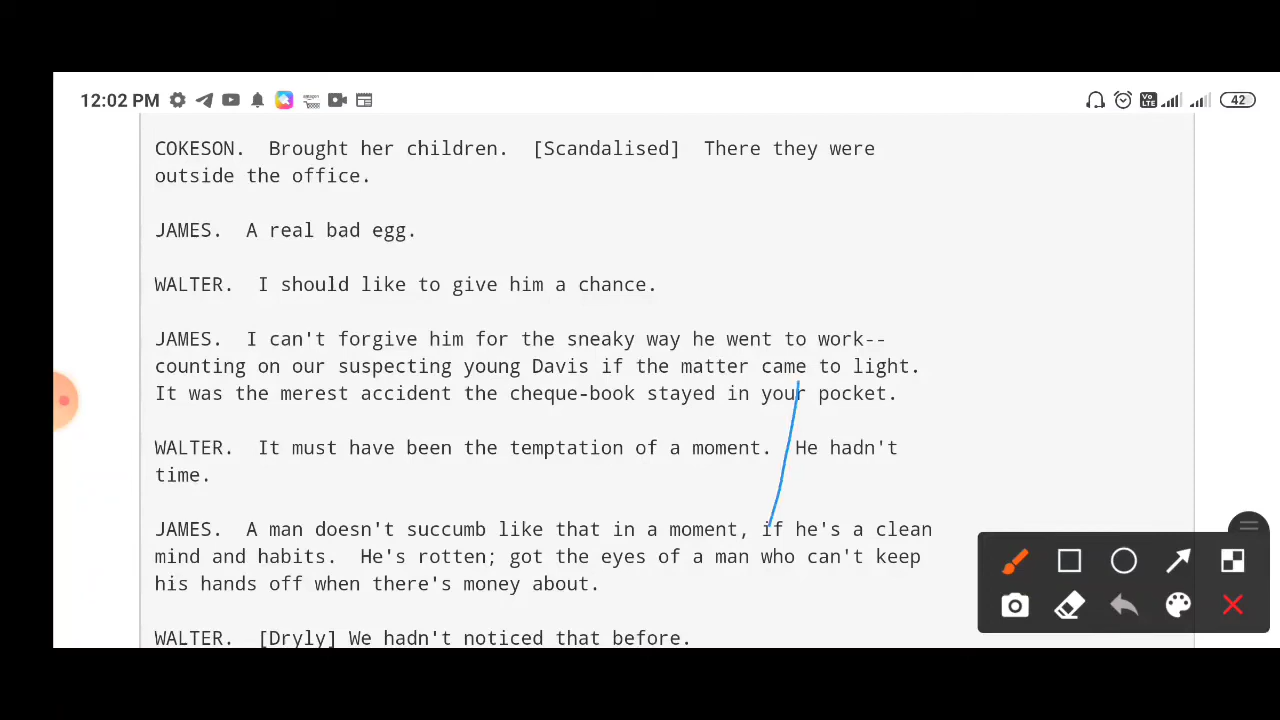 12:02 PM
Vo LTE
42
COKESON. Brought her children. [Scandalised] There they were
outside the office.
JAMES. A real bad egg.
WALTER. I should like to give him a chance.
JAMES. I can't forgive him for the sneaky way he went to work--
counting on our suspecting young Davis if the matter came to light.
It was the merest accident the cheque-book stayed in your pocket.
WALTER. It must have been the temptation of a moment. He hadn't
time.
JAMES. A man doesn't succumb like that in a moment, if he's a clean
mind and habits. He's rotten; got the eyes of a man who can't keep
his hands off when there's money about.
WALTER. [Dryly] We hadn't noticed that before.